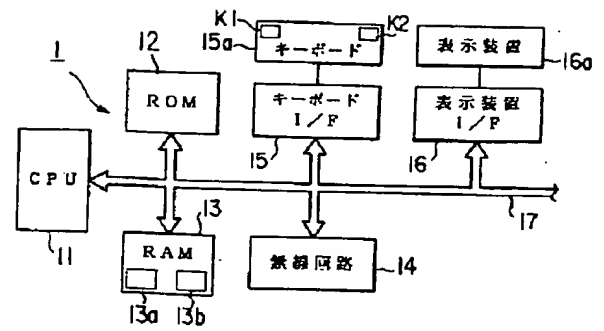 K1
K2
15a
キーボード
表示装置
16a
1
12
ROM
キーボード
I/F
15
表示装置
I/F
16
CPU
11
17
13
RAM
13a
13b
無線回路
14